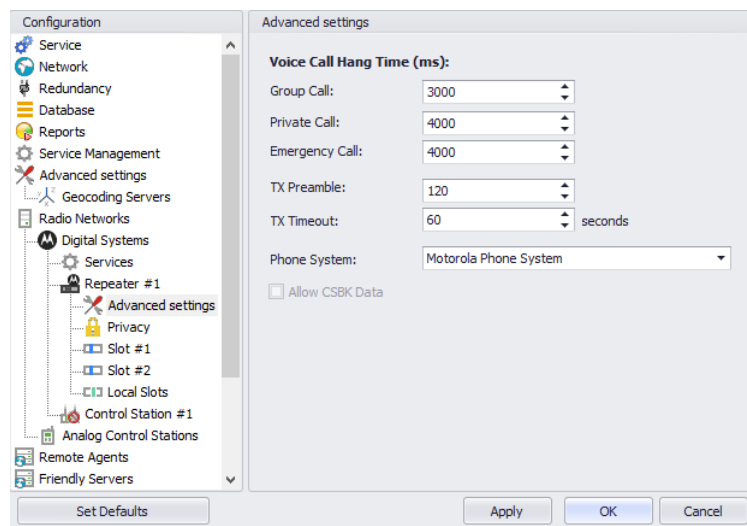 Configuration
Service
Network
Redundancy
Database
Reports
Service Management
Advanced settings
Geocoding Servers
Radio Networks
Digital Systems
Services
Repeater #1
Advanced settings
Privacy
Slot #1
Slot #2
Local Slots
Control Station #1
Analog Control Stations
Remote Agents
Friendly Servers
Set Defaults
Advanced settings
Voice Call Hang Time (ms):
Group Call: 3000
Private Call: 4000
Emergency Call: 4000
TX Preamble: 120
TX Timeout: 60 seconds
Phone System: Motorola Phone System
Allow CSBK Data
Apply OK Cancel